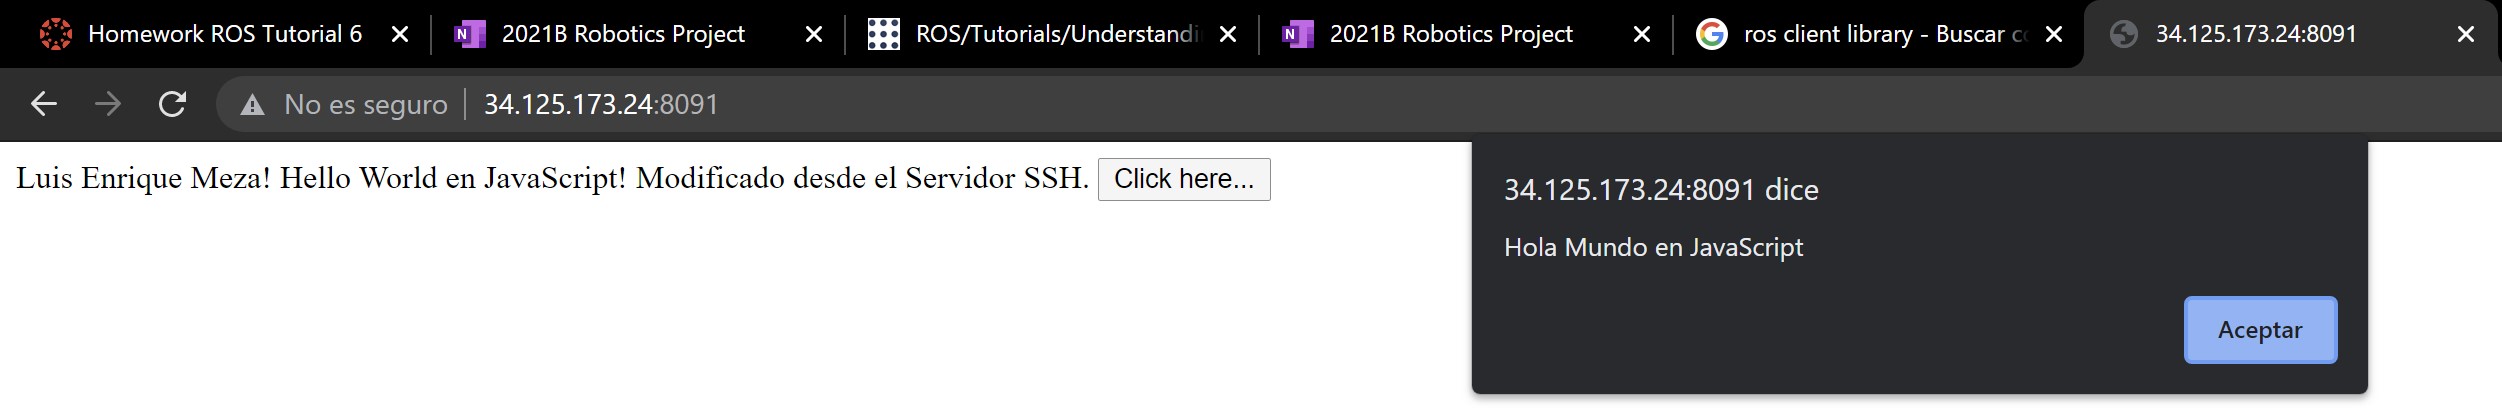 Homework ROS Tutorial 6
2021B Robotics Project
ROS/Tutorials/Understandi
2021B Robotics Project
ros client library - Buscar co
34.125.173.24:8091
No es seguro
34.125.173.24:8091
Luis Enrique Meza! Hello World en JavaScript! Modificado desde el Servidor SSH.
Click here...
34.125.173.24:8091 dice
Hola Mundo en JavaScript
Aceptar